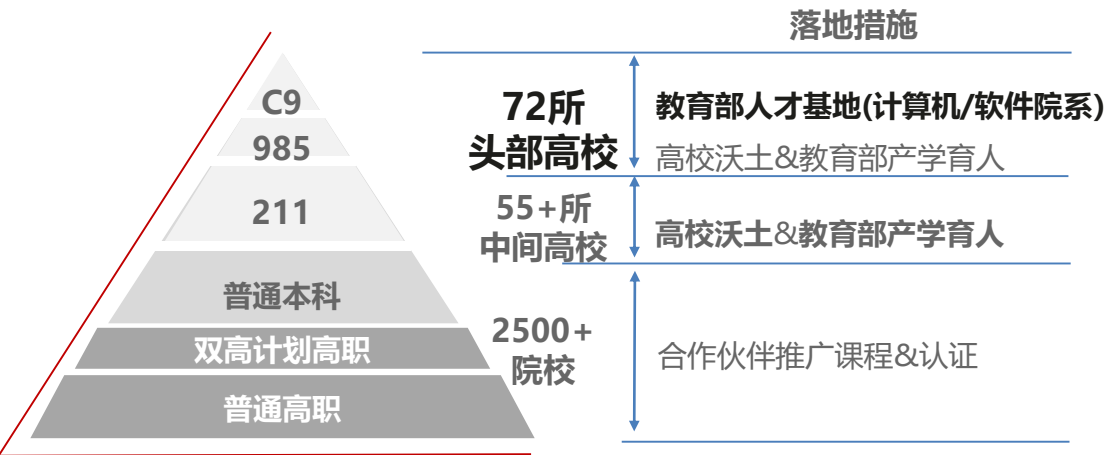 落地措施
C9
985
211
普通本科
双高计划高职
普通高职
72所
头部高校
教育部人才基地(计算机/软件院系)
高校沃土&教育部产学育人
55+所
中间高校
高校沃土&教育部产学育人
2500+
院校
合作伙伴推广课程&认证